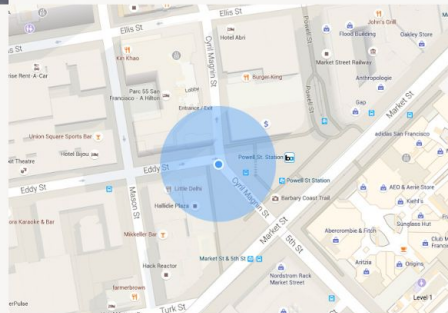 Ellis St
John's Grill
Flood Building
Oakley Store
Ellis St
Hotel Abri
Cyril Magnin St
Powell St
Kin Khao
Market Street Railway
Anthropologie
Parc 55 San
Francisco - A Hilton
Lobby
Burger King
Powell St
Entrance / Exit
Gap
Market St
Union Square Sports Bar
adidas San Francisco
Hotel Bijou
Powell St. Station
Eddy St
Powell St Station
Eddy St
Little Delhi
Cyril Magnin St
AEO & Aerie Store
Mason St
Hallidie Plaza
Barbary Coast Trail
Kiehl's
Market St
Abercrombie & Fitch
Sunglass Hut
Mikkeller Bar
5th St
Market St & 5th St
Aritzia
Origins
Hack Reactor
Nordstrom Rack
Market Street
farmerbrown
Level 1
Turk St